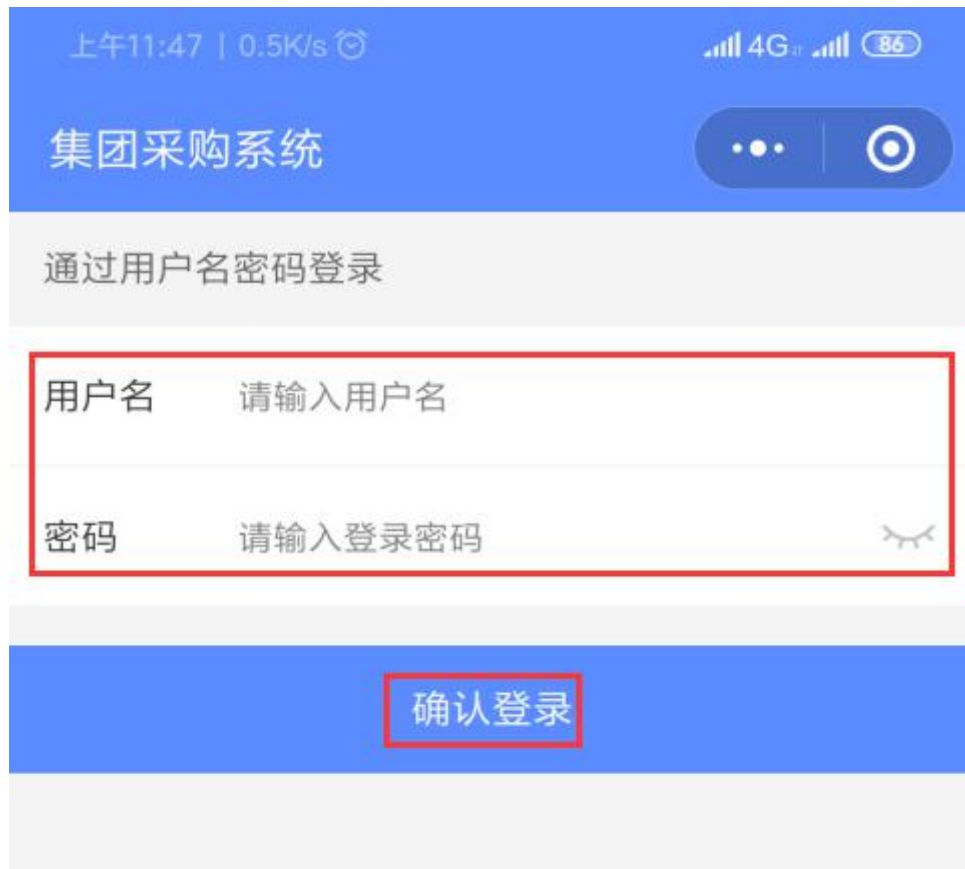 上午11:47 | 0.5K/s 4G 86
集团采购系统
通过用户名密码登录
用户名 请输入用户名
密码 请输入登录密码
确认登录